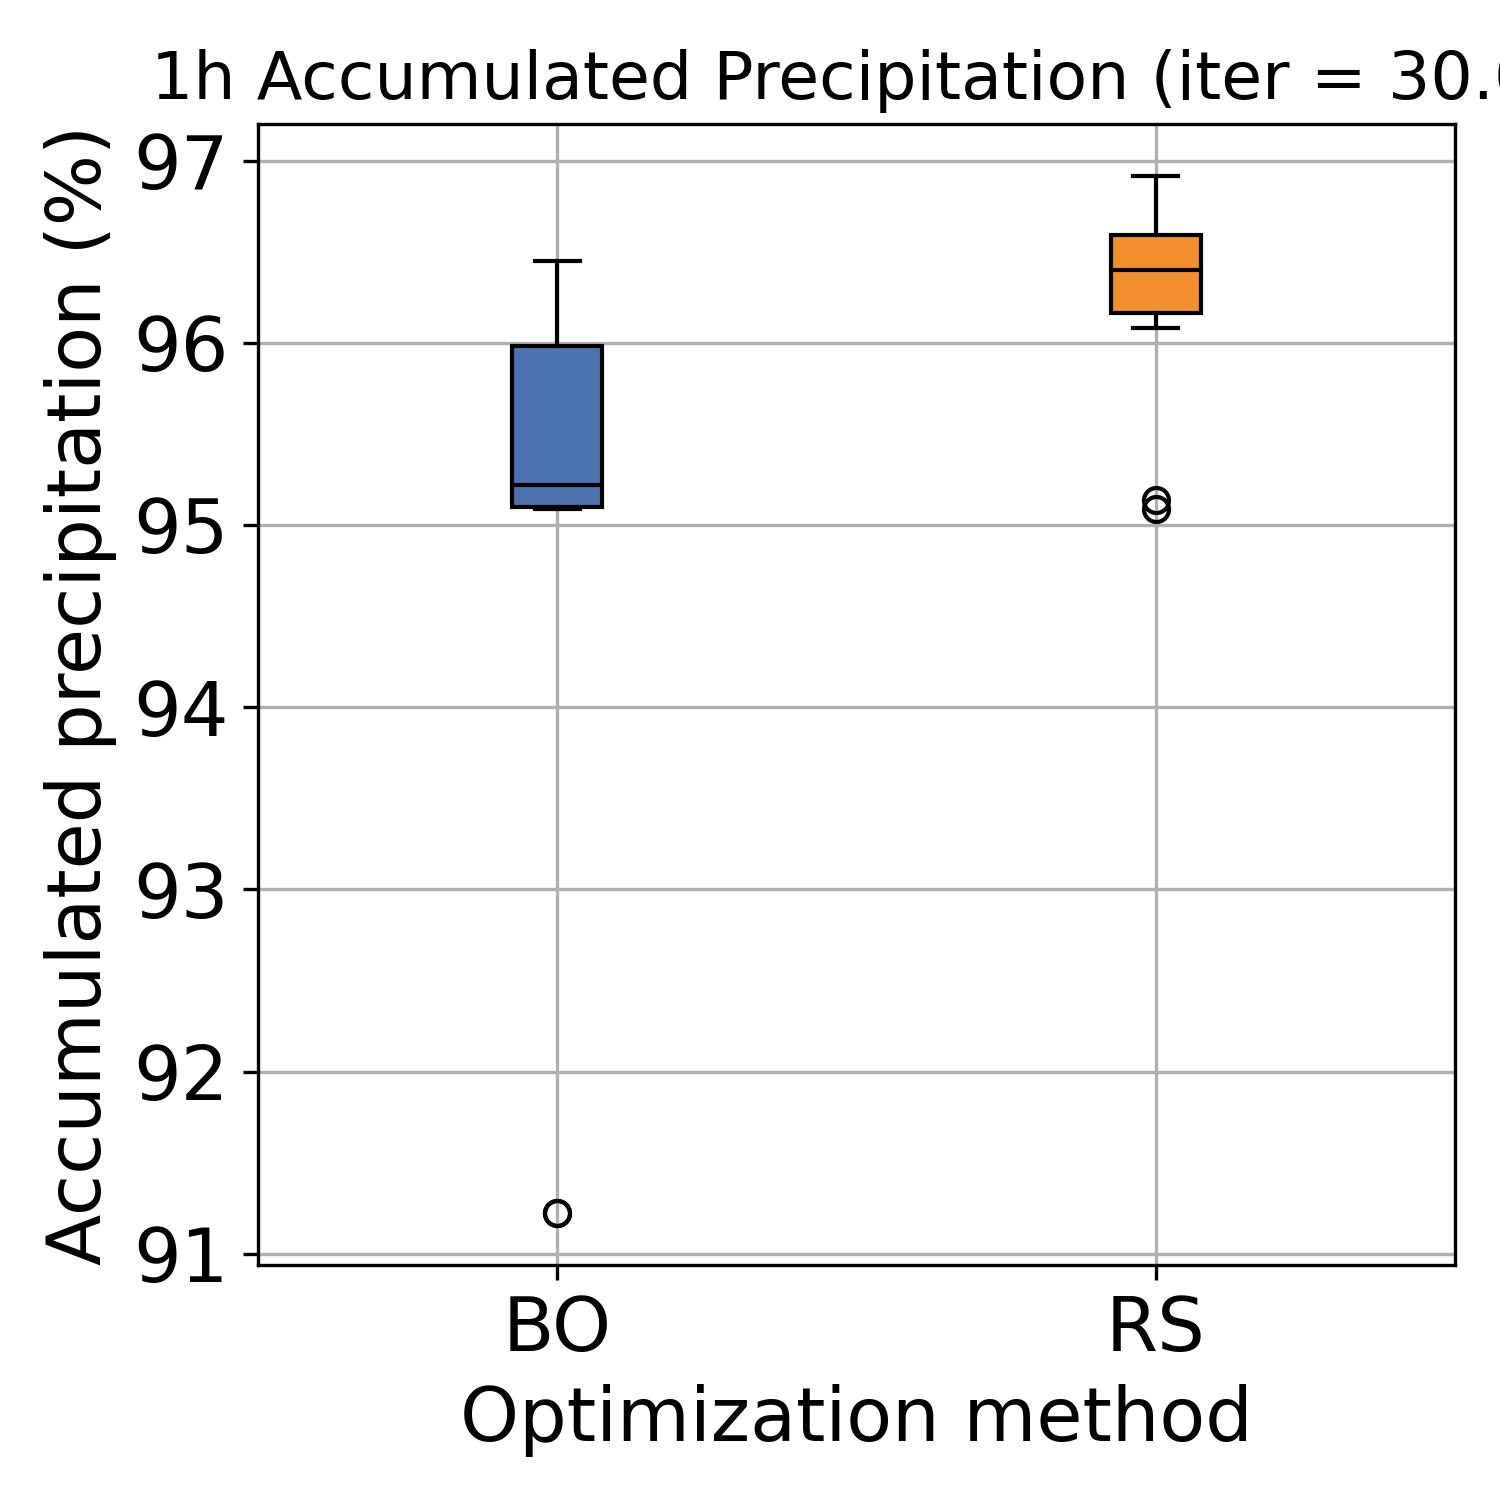 1h Accumulated Precipitation (iter = 30.
Accumulated precipitation (%)
97
96
95
94
93
92
91
BO RS
Optimization method